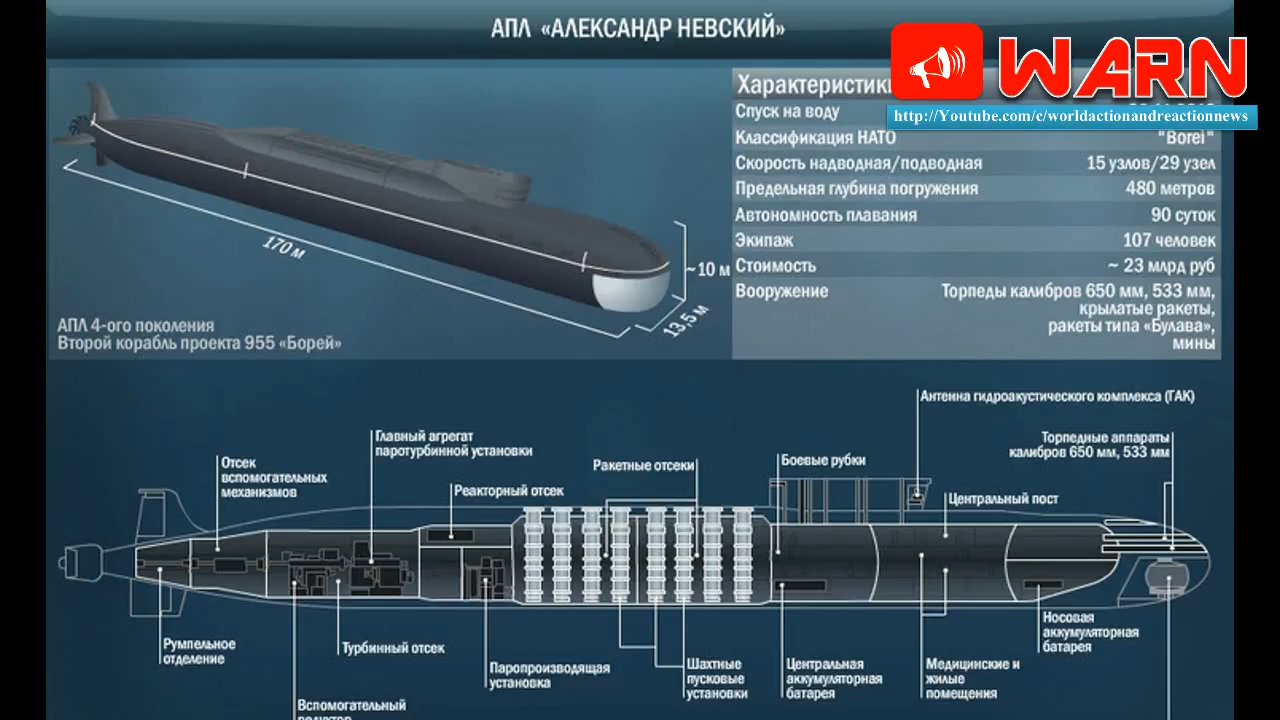 АПЛ «АЛЕКСАНДР НЕВСКИЙ»
WARN
http://Youtube.com/c/worldactionandreactionnews
Характеристики
Спуск на воду
Классификация НАТО "Borei"
Скорость надводная/подводная 15 узлов/29 узел
Предельная глубина погружения 480 метров
Автономность плавания 90 суток
Экипаж 107 человек
Стоимость ~ 23 млрд руб
Вооружение Торпеды калибров 650 мм, 533 мм,
крылатые ракеты,
ракеты типа «Булава»,
мины
170 м
~10 м
13,5 м
АПЛ 4-ого поколения
Второй корабль проекта 955 «Борей»
Антенна гидроакустического комплекса (ГАК)
Главный агрегат
паротурбинной установки
Торпедные аппараты
калибров 650 мм, 533 мм
Отсек
вспомогательных
механизмов
Ракетные отсеки
Боевые рубки
Реакторный отсек
Центральный пост
Румпельное
отделение
Турбинный отсек
Паропроизводящая
установка
Шахтные
пусковые
установки
Центральная
аккумуляторная
батарея
Медицинские и
жилые
помещения
Носовая
аккумуляторная
батарея
Вспомогательный